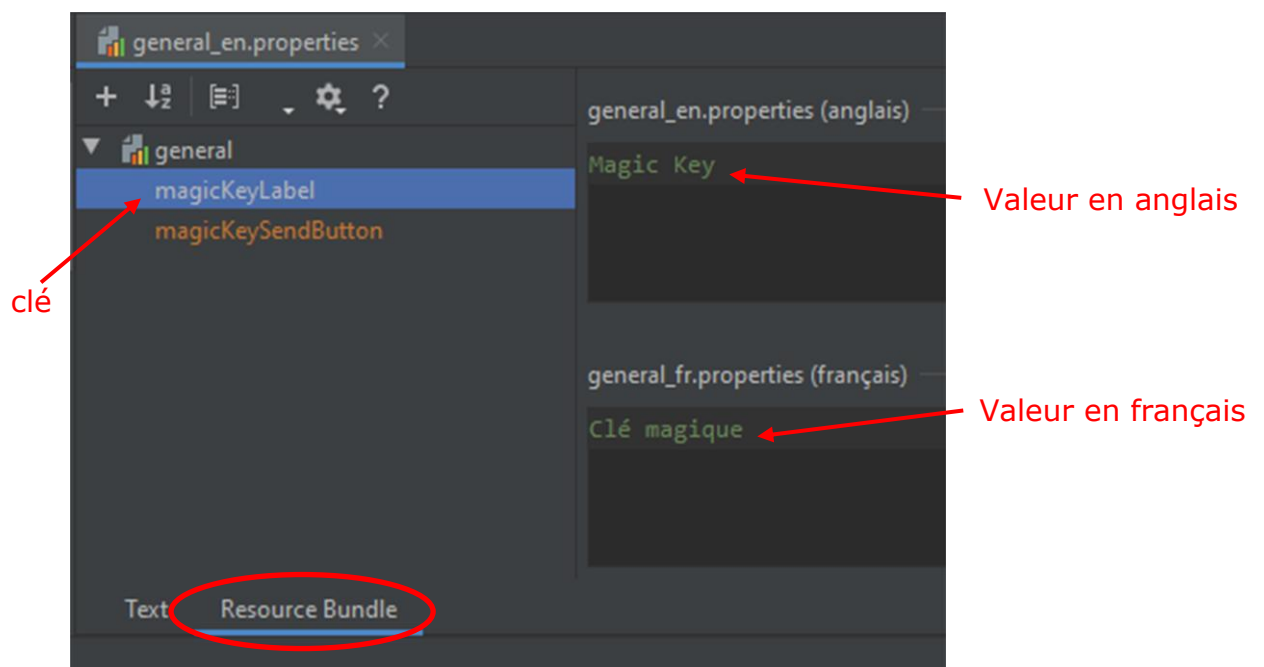 general_en.properties
?
general_en.properties (anglais)
general
Magic Key
magicKeyLabel
Valeur en anglais
magicKeySendButton
clé
general_fr.properties (français)
Valeur en français
Clé magique
Text
Resource Bundle